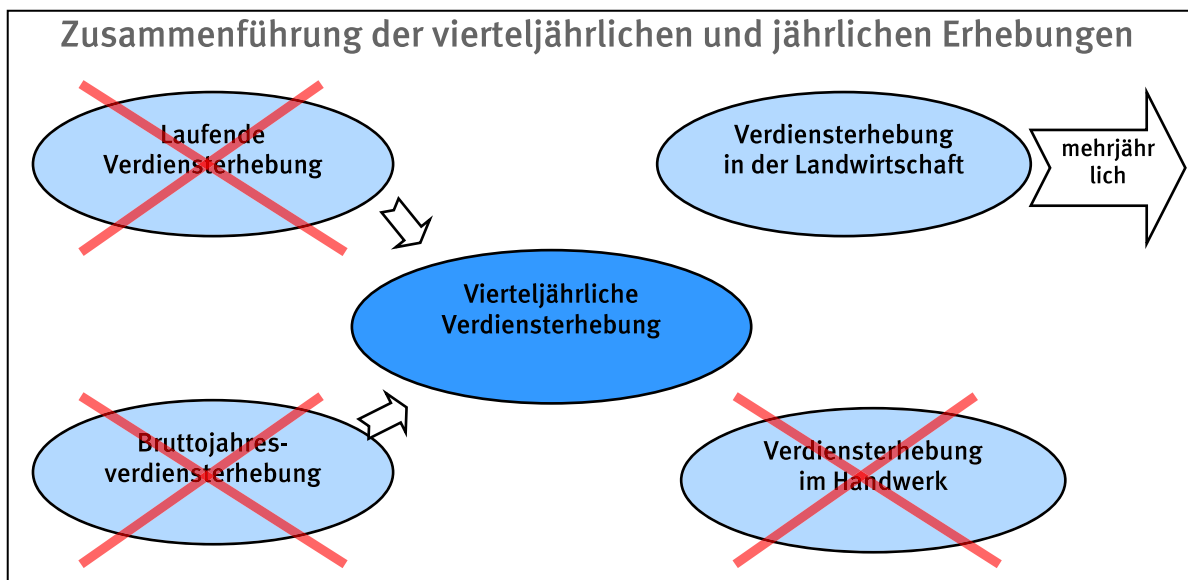 Zusammenführung der vierteljährlichen und jährlichen Erhebungen
Laufende
Verdiensterhebung
Verdiensterhebung
in der Landwirtschaft
mehrjähr
lich
Vierteljährliche
Verdiensterhebung
Bruttojahres-
verdiensterhebung
Verdiensterhebung
im Handwerk